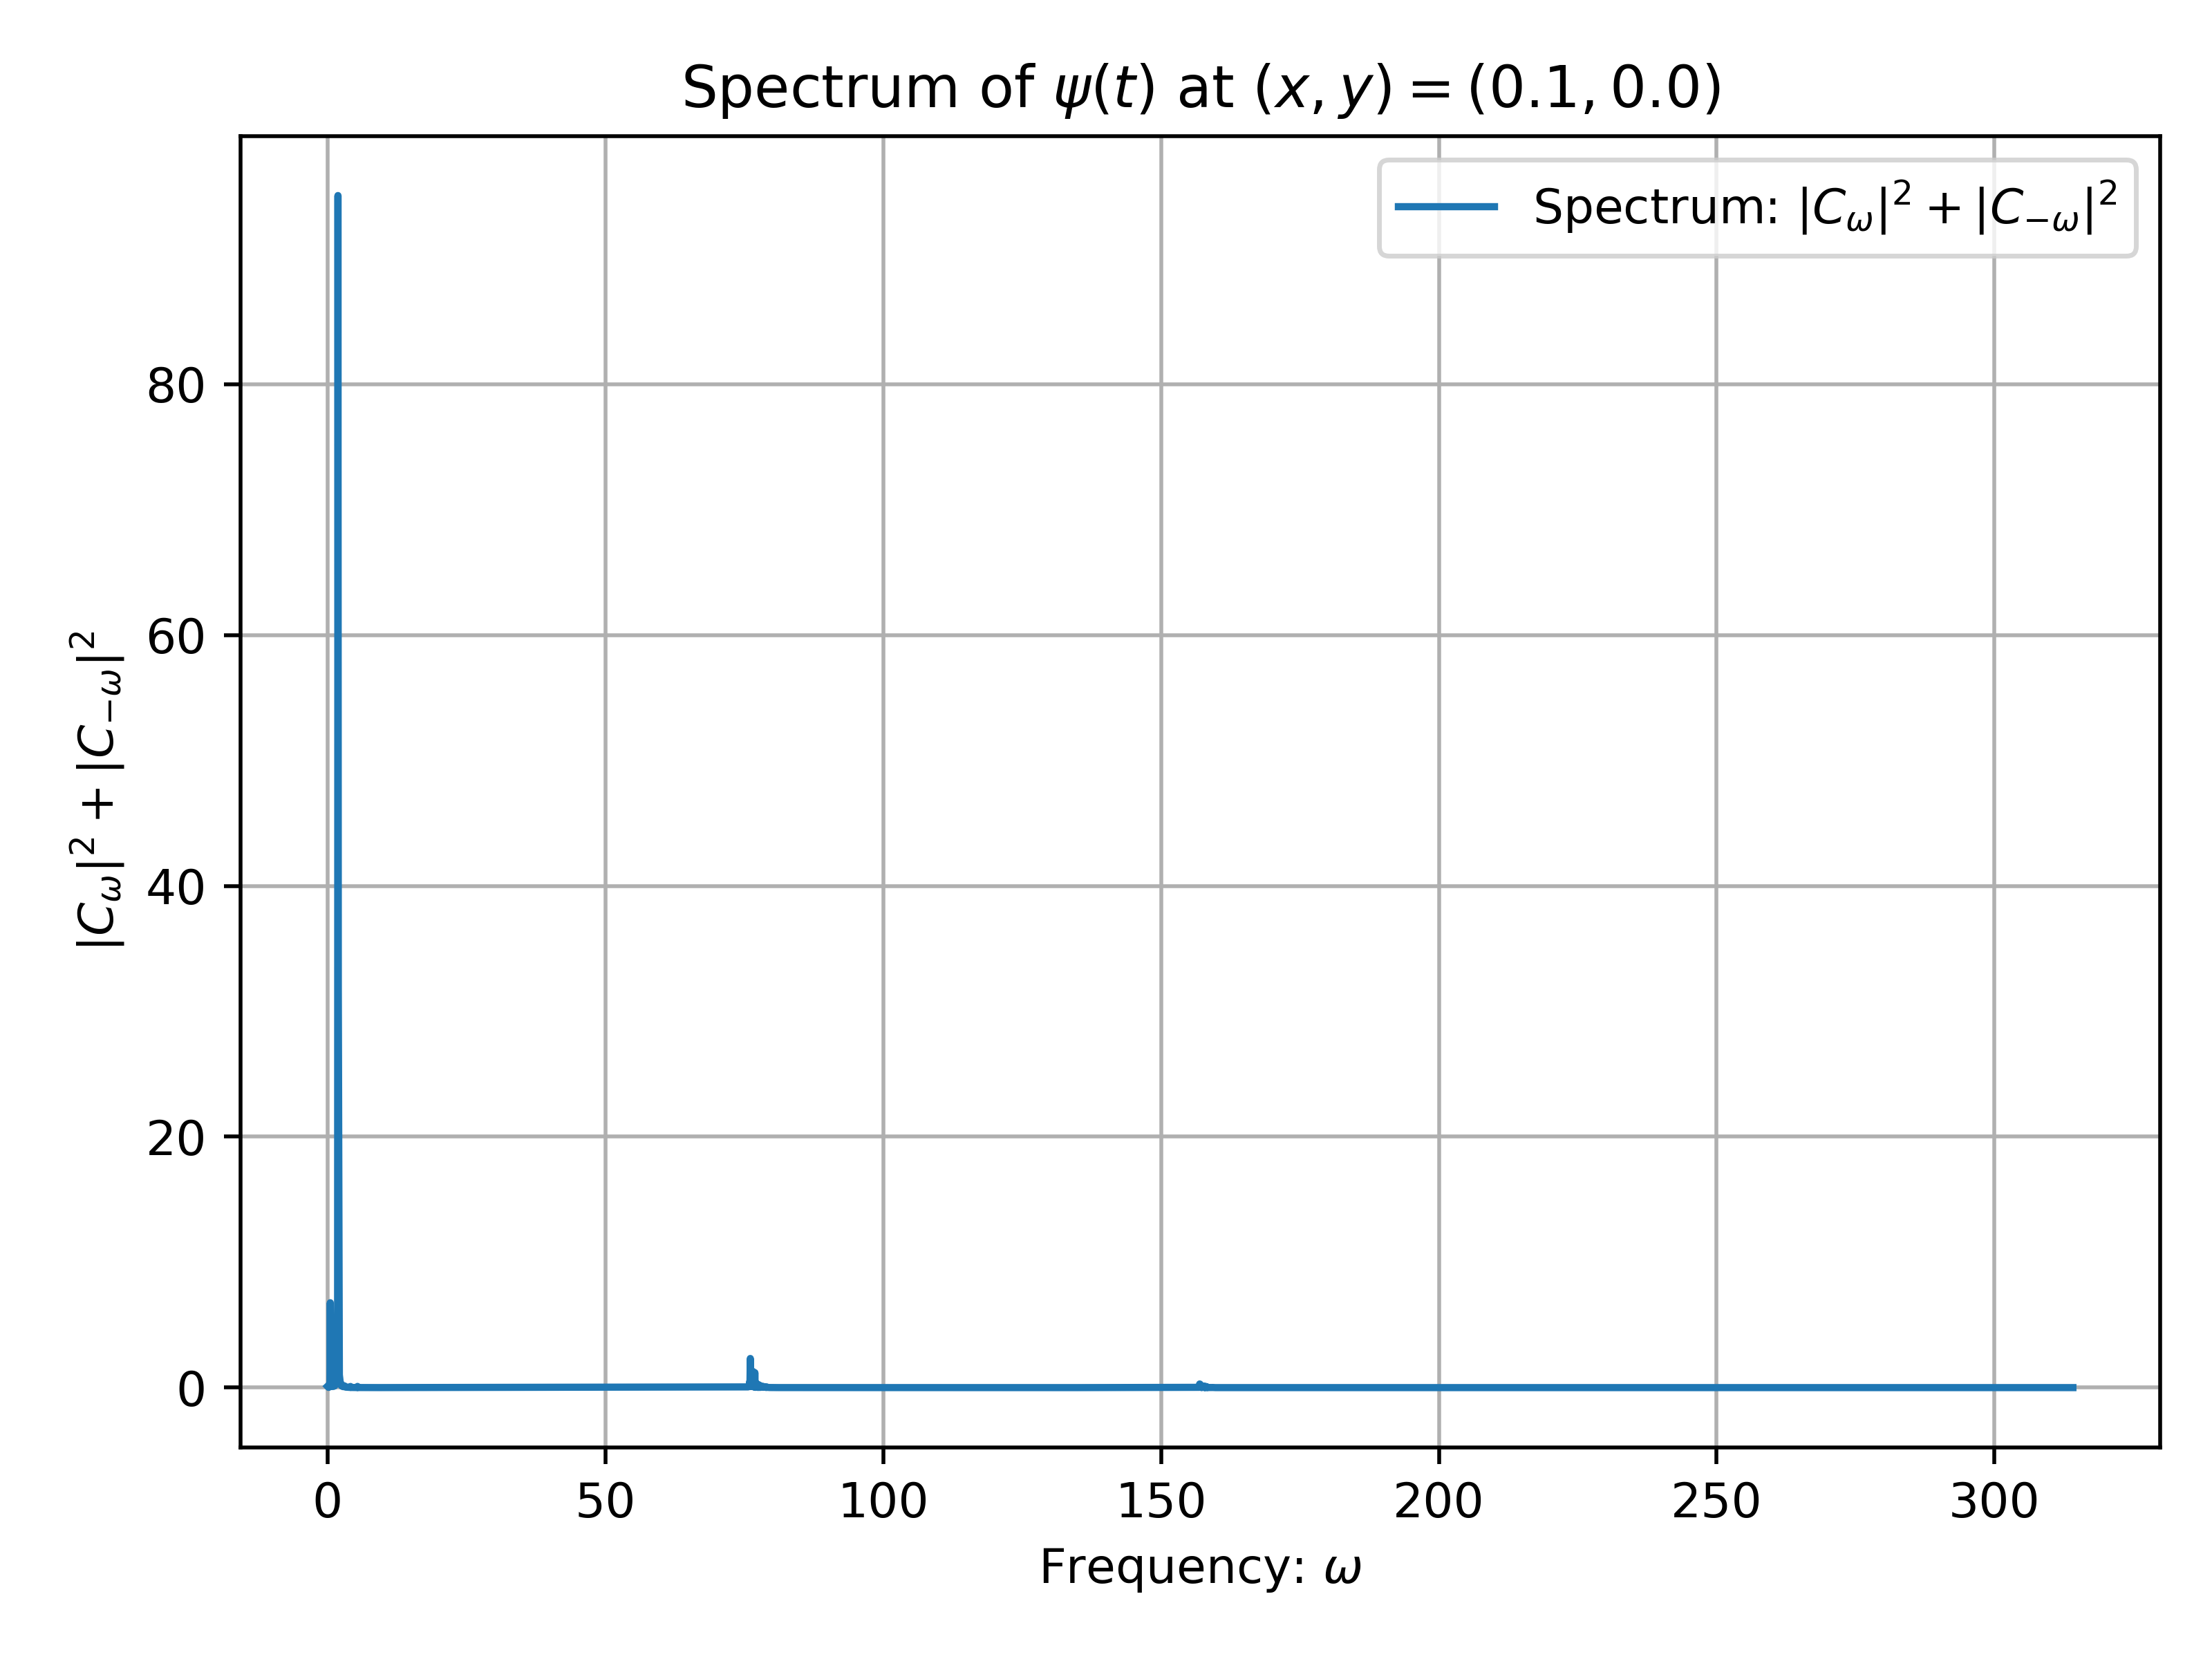 Spectrum of ψ(t) at (x, y) = (0.1, 0.0)
Spectrum: |C_ω|² + |C_{−ω}|²
|C_ω|² + |C_{−ω}|²
80
60
40
20
0
0 50 100 150 200 250 300
Frequency: ω